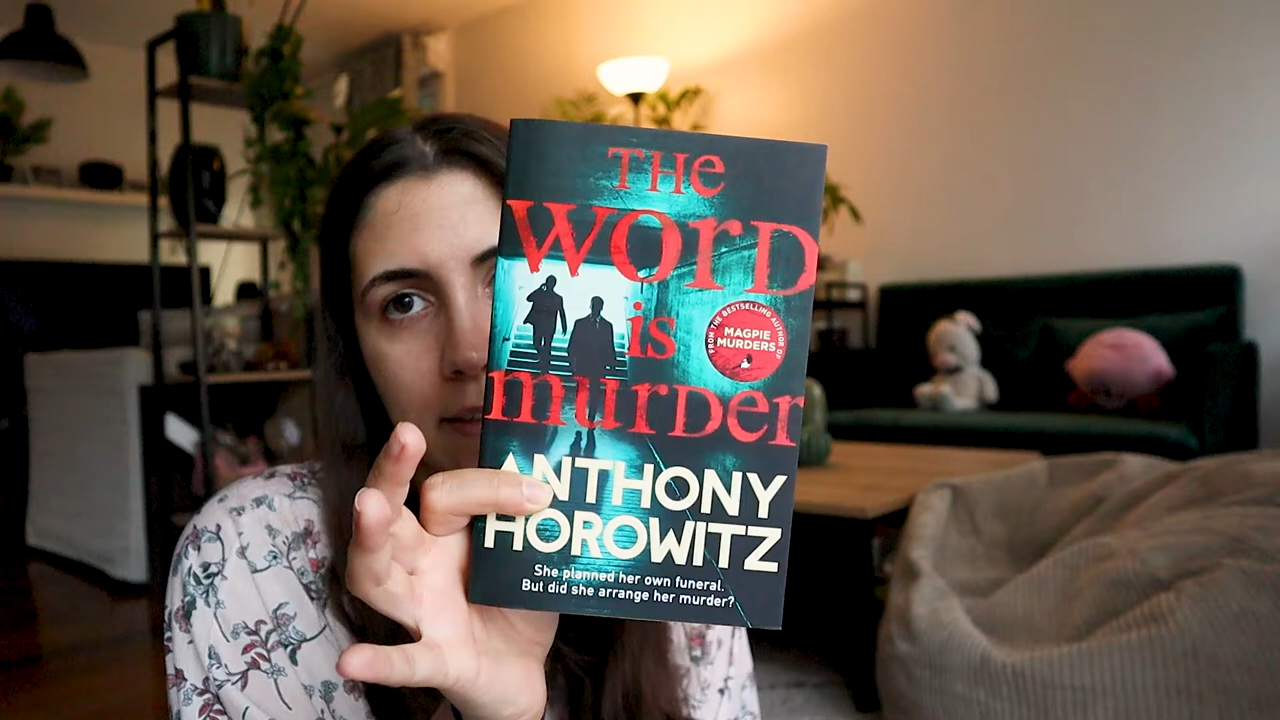 THe
WORD
is
murDer
FROM THE BESTSELLING AUTHOR OF
MAGPIE
MURDERS
ANTHONY
HOROWITZ
She planned her own funeral.
But did she arrange her murder?